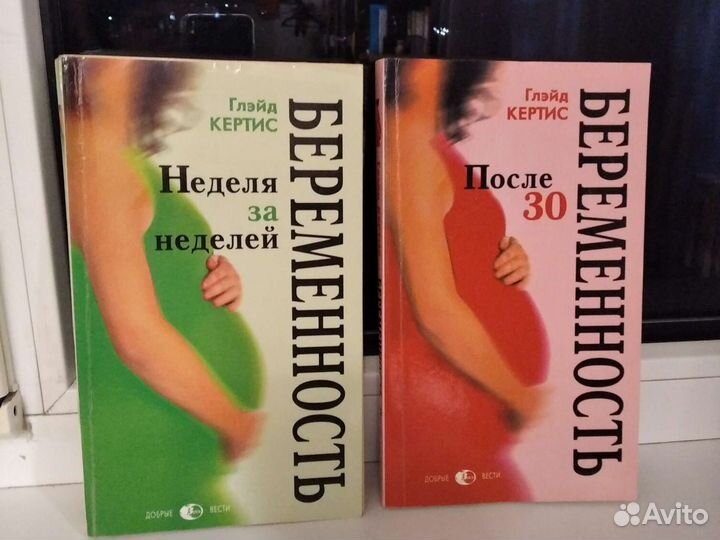 Глэйд
КЕРТИС
БЕРЕМЕННОСТЬ
Неделя
за
неделей
ДОБРЫЕ ВЕСТИ
Глэйд
КЕРТИС
БЕРЕМЕННОСТЬ
После
30
ДОБРЫЕ ВЕСТИ
Avito